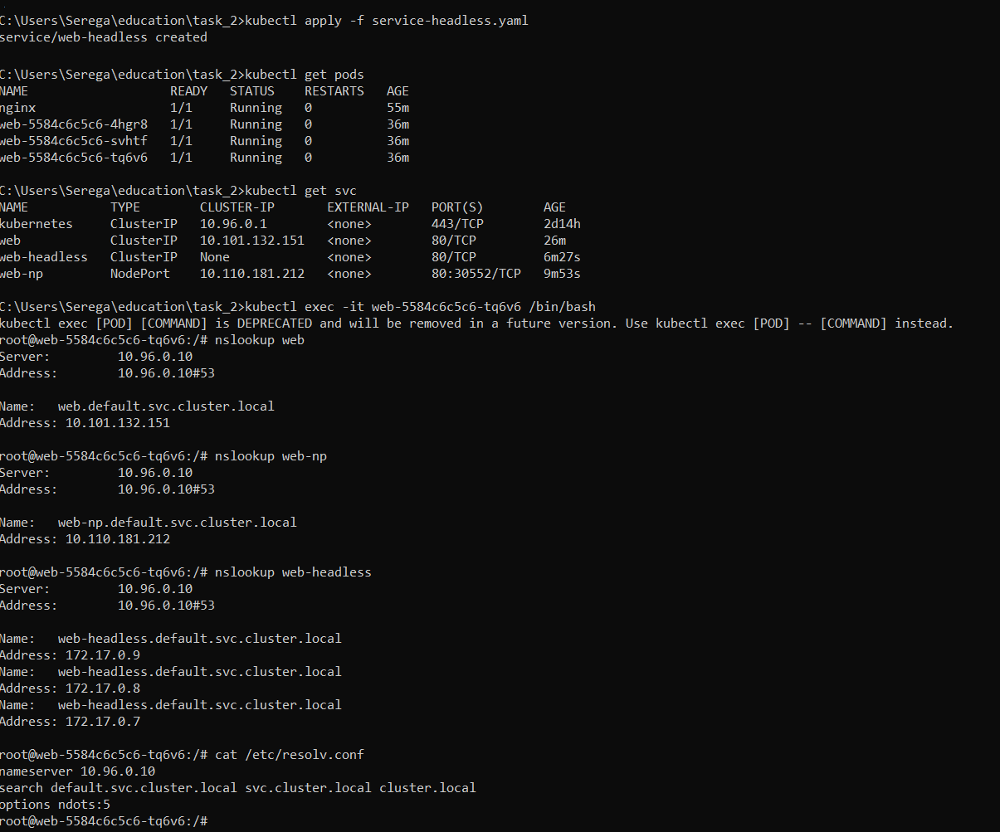 C:\Users\Serega\education\task_2>kubectl apply -f service-headless.yaml
service/web-headless created
C:\Users\Serega\education\task_2>kubectl get pods
NAME                   READY   STATUS    RESTARTS   AGE
nginx                  1/1     Running   0          55m
web-5584c6c5c6-4hgr8   1/1     Running   0          36m
web-5584c6c5c6-svhtf   1/1     Running   0          36m
web-5584c6c5c6-tq6v6   1/1     Running   0          36m
C:\Users\Serega\education\task_2>kubectl get svc
NAME           TYPE        CLUSTER-IP       EXTERNAL-IP   PORT(S)        AGE
kubernetes     ClusterIP   10.96.0.1        <none>        443/TCP        2d14h
web            ClusterIP   10.101.132.151   <none>        80/TCP         26m
web-headless   ClusterIP   None             <none>        80/TCP         6m27s
web-np         NodePort    10.110.181.212   <none>        80:30552/TCP   9m53s
C:\Users\Serega\education\task_2>kubectl exec -it web-5584c6c5c6-tq6v6 /bin/bash
kubectl exec [POD] [COMMAND] is DEPRECATED and will be removed in a future version. Use kubectl exec [POD] -- [COMMAND] instead.
root@web-5584c6c5c6-tq6v6:/# nslookup web
Server:         10.96.0.10
Address:        10.96.0.10#53
Name:   web.default.svc.cluster.local
Address: 10.101.132.151
root@web-5584c6c5c6-tq6v6:/# nslookup web-np
Server:         10.96.0.10
Address:        10.96.0.10#53
Name:   web-np.default.svc.cluster.local
Address: 10.110.181.212
root@web-5584c6c5c6-tq6v6:/# nslookup web-headless
Server:         10.96.0.10
Address:        10.96.0.10#53
Name:   web-headless.default.svc.cluster.local
Address: 172.17.0.9
Name:   web-headless.default.svc.cluster.local
Address: 172.17.0.8
Name:   web-headless.default.svc.cluster.local
Address: 172.17.0.7
root@web-5584c6c5c6-tq6v6:/# cat /etc/resolv.conf
nameserver 10.96.0.10
search default.svc.cluster.local svc.cluster.local cluster.local
options ndots:5
root@web-5584c6c5c6-tq6v6:/#